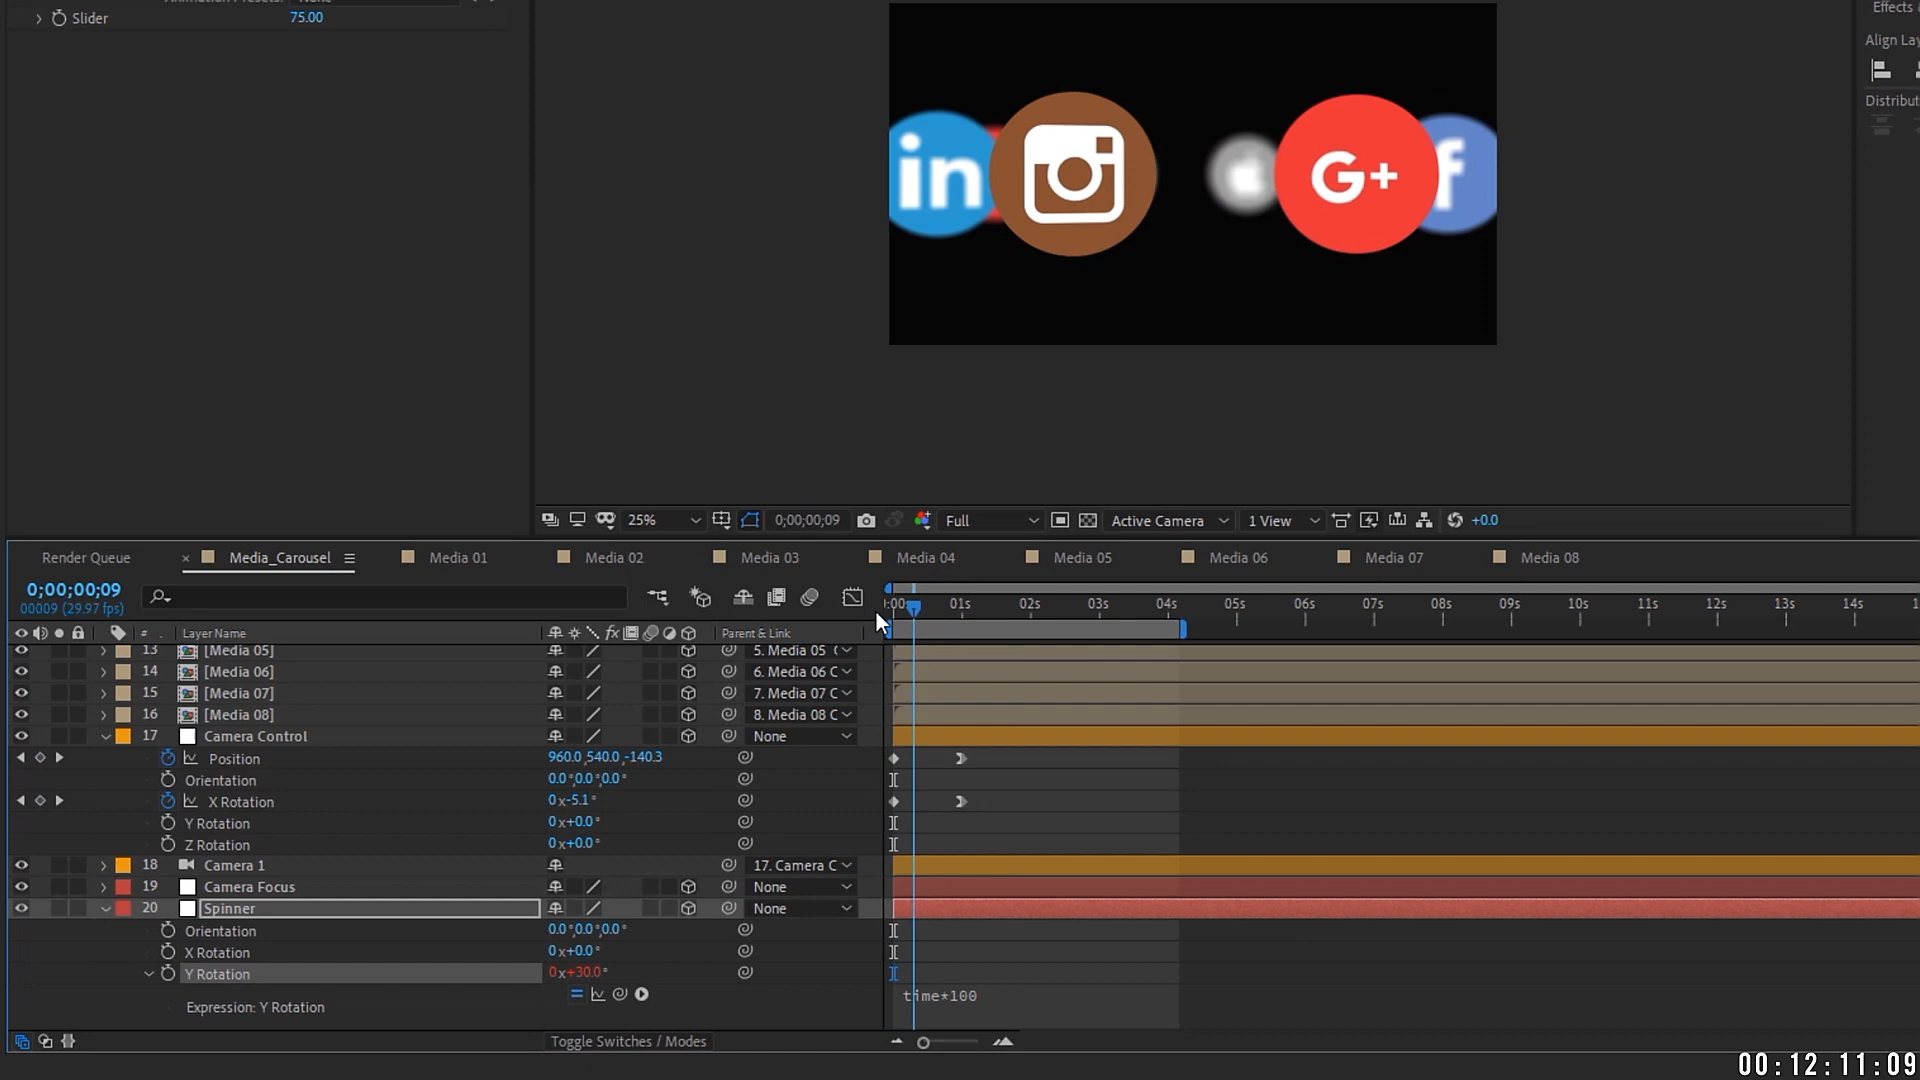 Slider 75.00
Effects &
Align Lay
Distribut
in
G+
f
25%
0;00;00;09
Full
Active Camera
1 View
+0.0
Render Queue
× Media_Carousel
Media 01
Media 02
Media 03
Media 04
Media 05
Media 06
Media 07
Media 08
0;00;00;09
00009 (29.97 fps)
01s 02s 03s 04s 05s 06s 07s 08s 09s 10s 11s 12s 13s 14s
# . Layer Name fx Parent & Link
13 [Media 05] 5. Media 05
14 [Media 06] 6. Media 06 C
15 [Media 07] 7. Media 07 C
16 [Media 08] 8. Media 08 C
17 Camera Control None
Position 960.0,540.0,-140.3
Orientation 0.0°,0.0°,0.0°
X Rotation 0x-5.1°
Y Rotation 0x+0.0°
Z Rotation 0x+0.0°
18 Camera 1 17. Camera C
19 Camera Focus None
20 Spinner None
Orientation 0.0°,0.0°,0.0°
X Rotation 0x+0.0°
Y Rotation 0x+30.0°
Expression: Y Rotation time*100
Toggle Switches / Modes
00:12:11:09